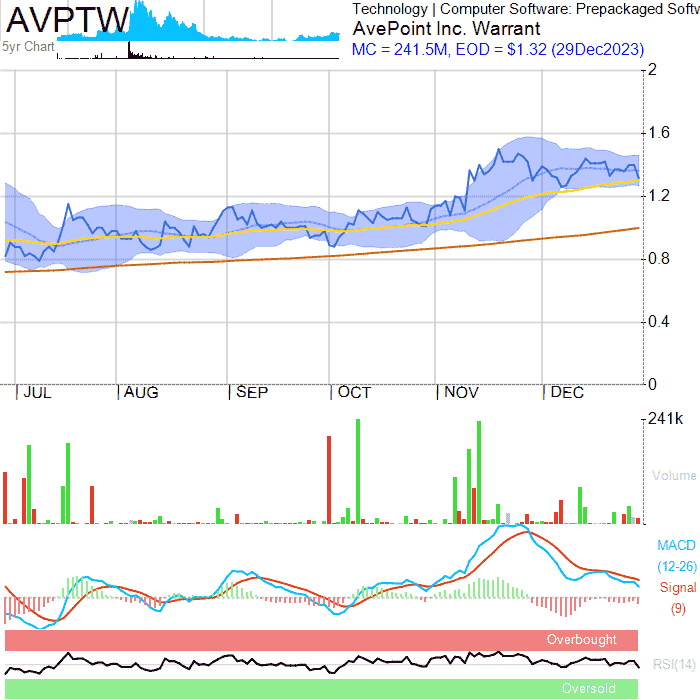 AVPTW
5yr Chart
Technology | Computer Software: Prepackaged Softw
AvePoint Inc. Warrant
MC = 241.5M, EOD = $1.32 (29Dec2023)
2
1.6
1.2
0.8
0.4
0
JUL AUG SEP OCT NOV DEC
241k
Volume
MACD
(12-26)
Signal
(9)
Overbought
RSI(14)
Oversold